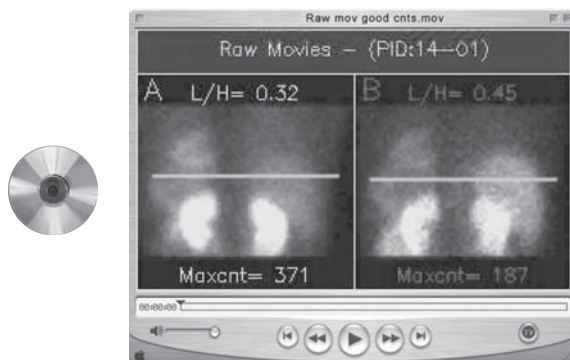 Raw mov good cnts.mov
Raw Movies - (PID:14-01)
A L/H= 0.32
B L/H= 0.45
Maxcnt= 371
Maxcnt= 187
00:00:00